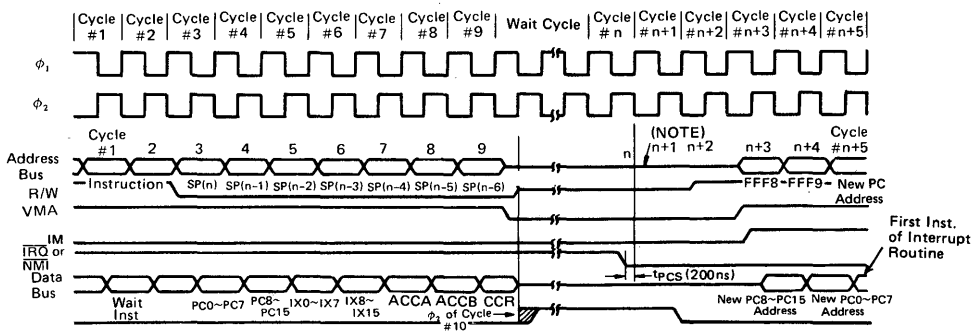 Cycle #1 Cycle #2 Cycle #3 Cycle #4 Cycle #5 Cycle #6 Cycle #7 Cycle #8 Cycle #9 Wait Cycle Cycle #n Cycle #n+1 Cycle #n+2 Cycle #n+3 Cycle #n+4 Cycle #n+5
φ1
φ2
Cycle #1 2 3 4 5 6 7 8 9 n (NOTE) n+1 n+2 n+3 n+4 Cycle #n+5
Address Bus
Instruction SP(n) SP(n-1) SP(n-2) SP(n-3) SP(n-4) SP(n-5) SP(n-6) FFF8 FFF9 New PC Address
R/W
VMA
IM
IRQ or NMI
tPCS (200ns)
First Inst. of Interrupt Routine
Data Bus
Wait Inst PC0~PC7 PC8~PC15 IX0~IX7 IX8~IX15 ACCA ACCB CCR New PC8~PC15 Address New PC0~PC7 Address
φ2 of Cycle #10